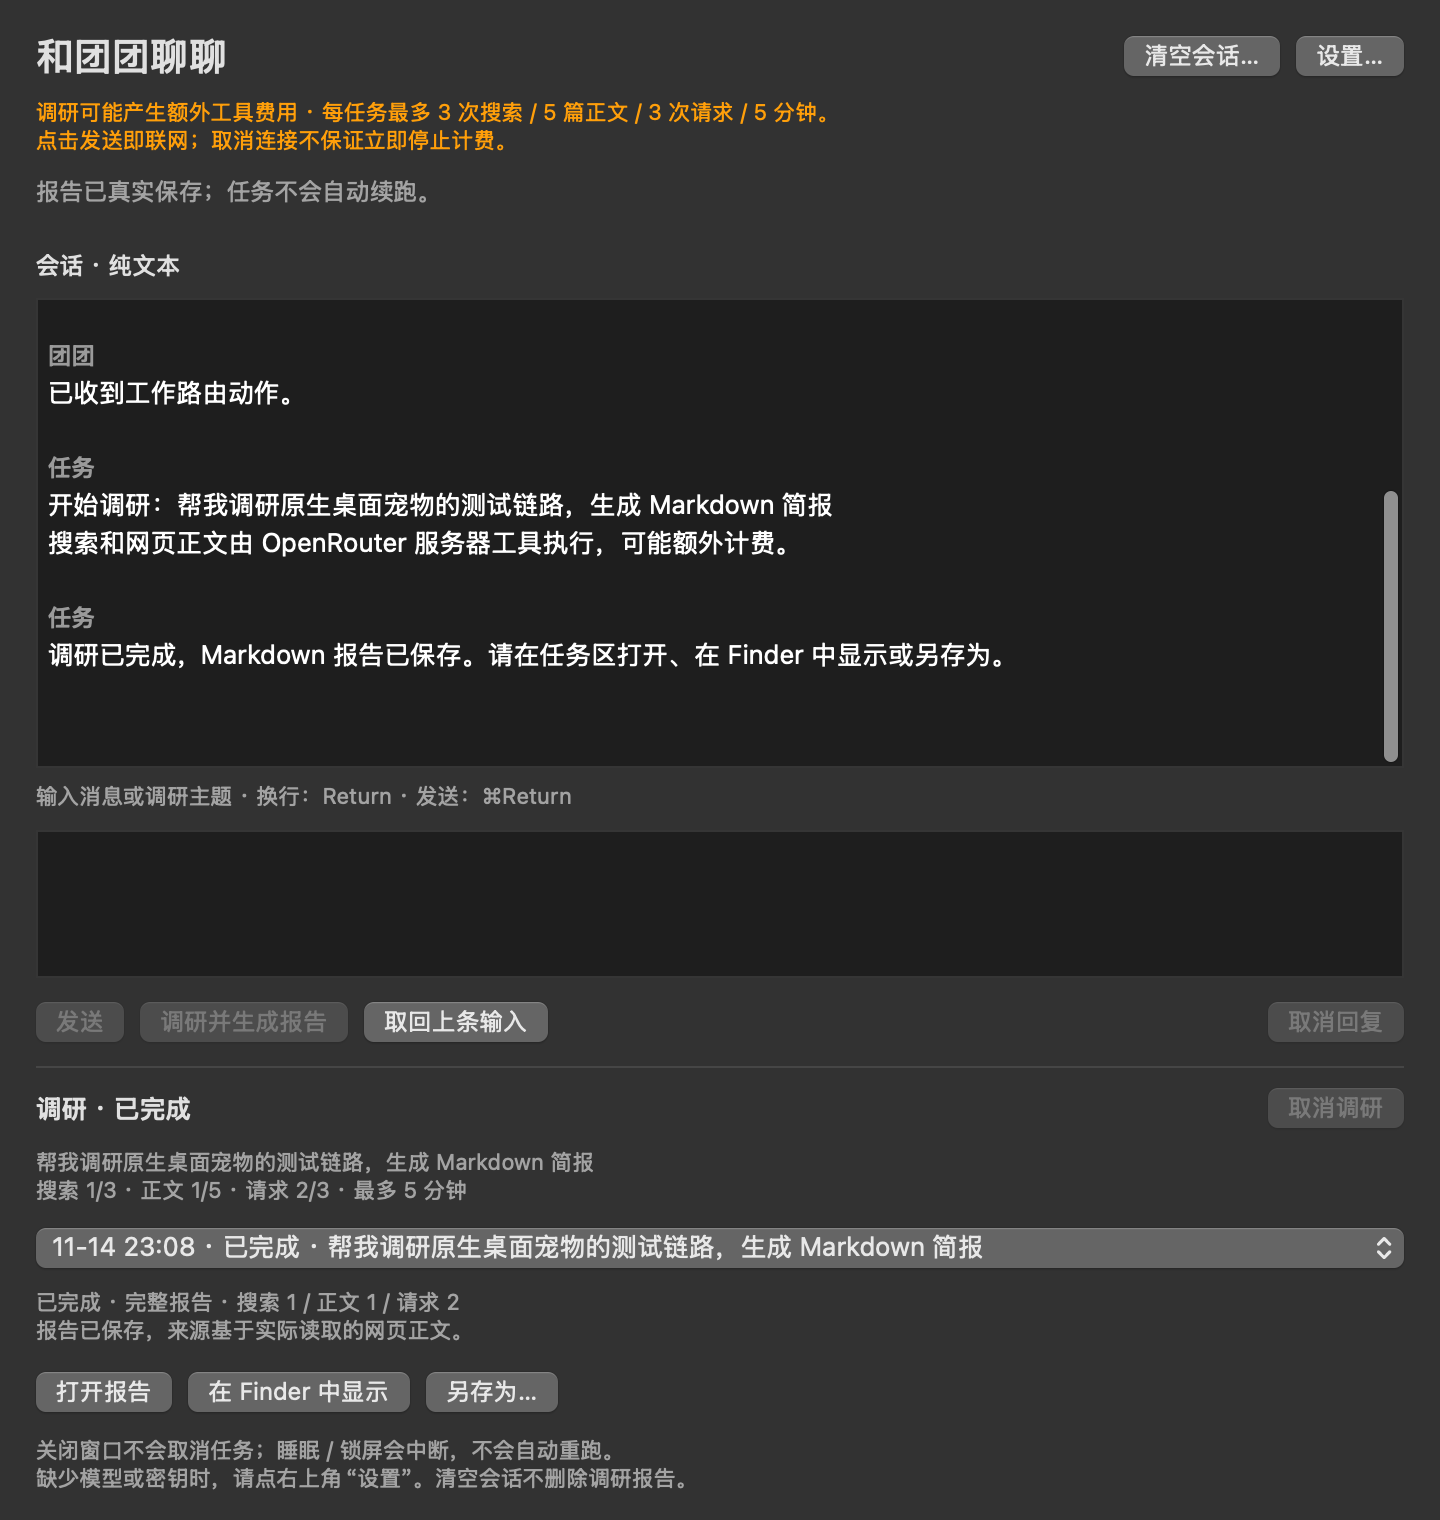 和团团聊聊
清空会话...
设置...
调研可能产生额外工具费用 · 每任务最多 3 次搜索 / 5 篇正文 / 3 次请求 / 5 分钟。
点击发送即联网；取消连接不保证立即停止计费。
报告已真实保存；任务不会自动续跑。
会话 · 纯文本
团团
已收到工作路由动作。
任务
开始调研：帮我调研原生桌面宠物的测试链路，生成 Markdown 简报
搜索和网页正文由 OpenRouter 服务器工具执行，可能额外计费。
任务
调研已完成，Markdown 报告已保存。请在任务区打开、在 Finder 中显示或另存为。
输入消息或调研主题 · 换行：Return · 发送：⌘Return
发送
调研并生成报告
取回上条输入
取消回复
调研 · 已完成
取消调研
帮我调研原生桌面宠物的测试链路，生成 Markdown 简报
搜索 1/3 · 正文 1/5 · 请求 2/3 · 最多 5 分钟
11-14 23:08 · 已完成 · 帮我调研原生桌面宠物的测试链路，生成 Markdown 简报
已完成 · 完整报告 · 搜索 1 / 正文 1 / 请求 2
报告已保存，来源基于实际读取的网页正文。
打开报告
在 Finder 中显示
另存为...
关闭窗口不会取消任务；睡眠 / 锁屏会中断，不会自动重跑。
缺少模型或密钥时，请点右上角“设置”。清空会话不删除调研报告。